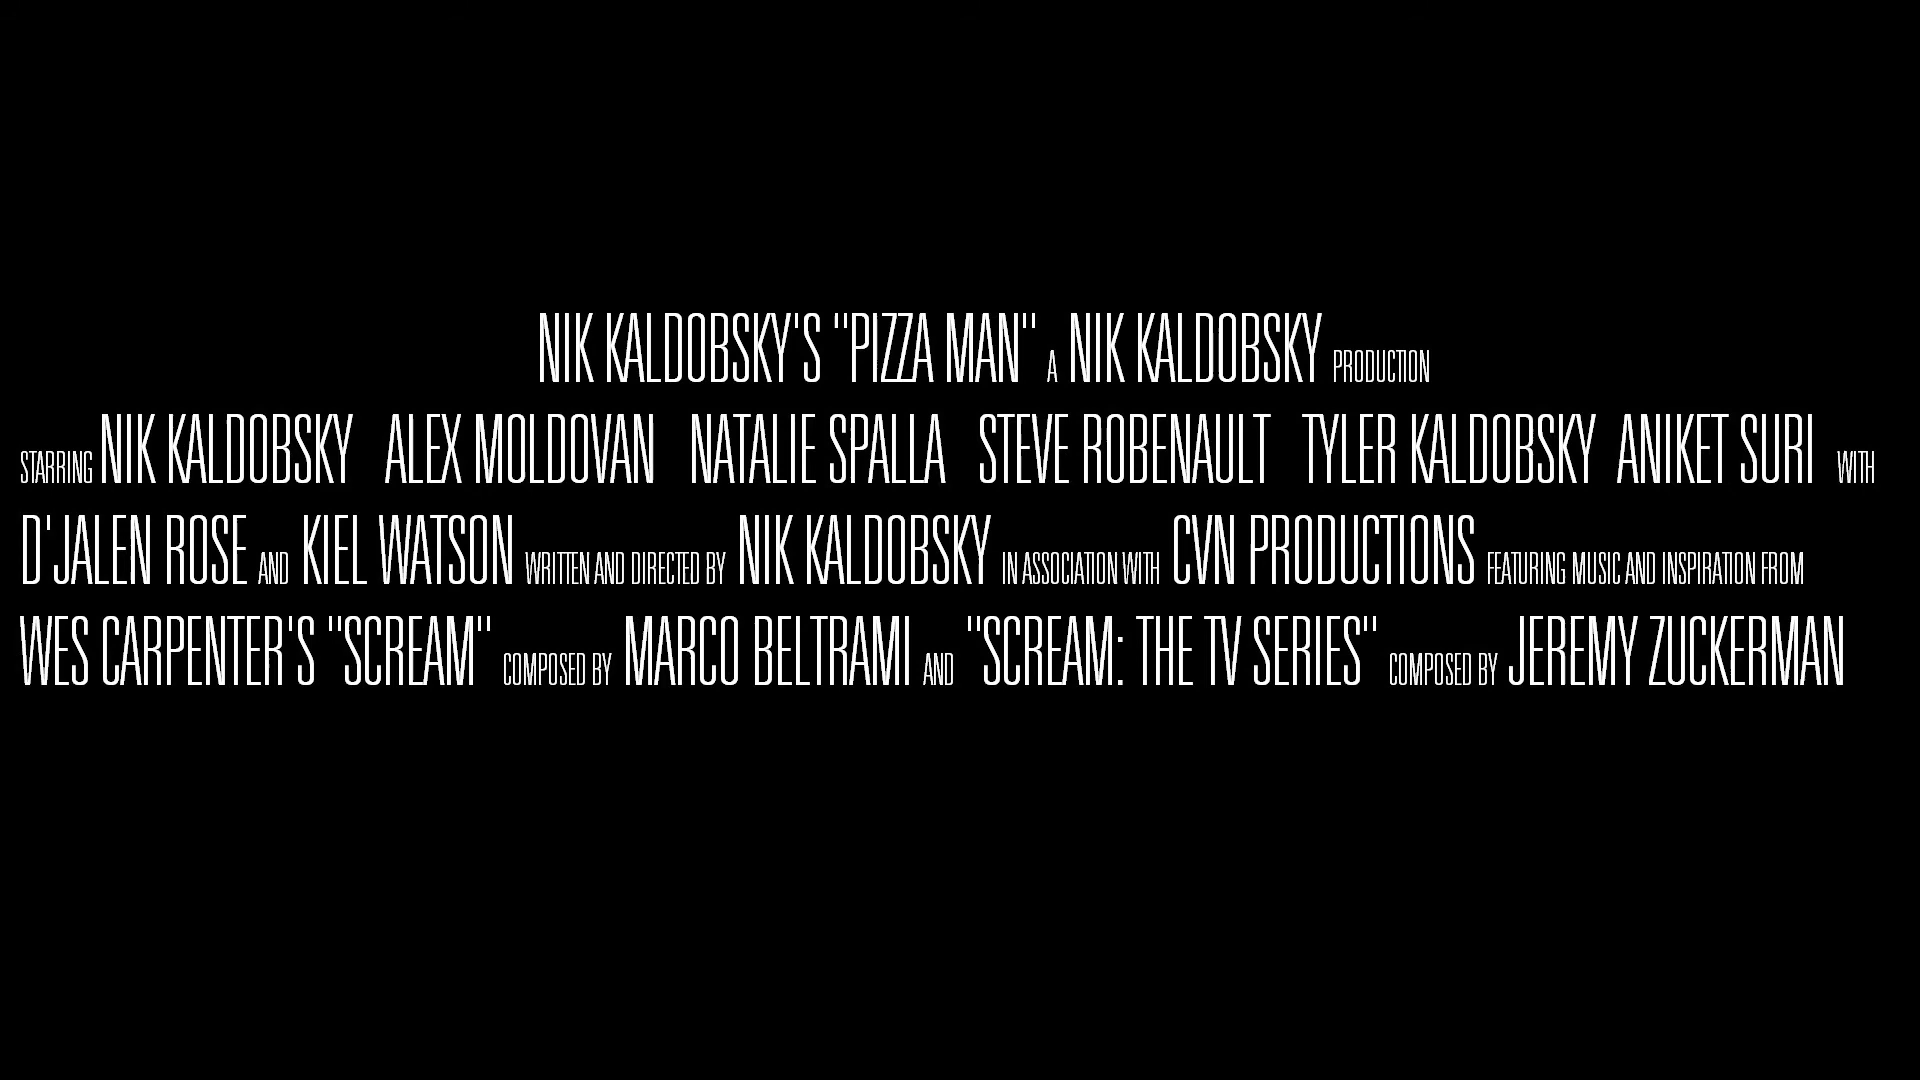 NIK KALDOBSKY'S "PIZZA MAN" A NIK KALDOBSKY PRODUCTION
STARRING NIK KALDOBSKY ALEX MOLDOVAN NATALIE SPALLA STEVE ROBENAULT TYLER KALDOBSKY ANIKET SURI WITH
D'JALEN ROSE AND KIEL WATSON WRITTEN AND DIRECTED BY NIK KALDOBSKY IN ASSOCIATION WITH CVN PRODUCTIONS FEATURING MUSIC AND INSPIRATION FROM
WES CARPENTER'S "SCREAM" COMPOSED BY MARCO BELTRAMI AND "SCREAM: THE TV SERIES" COMPOSED BY JEREMY ZUCKERMAN